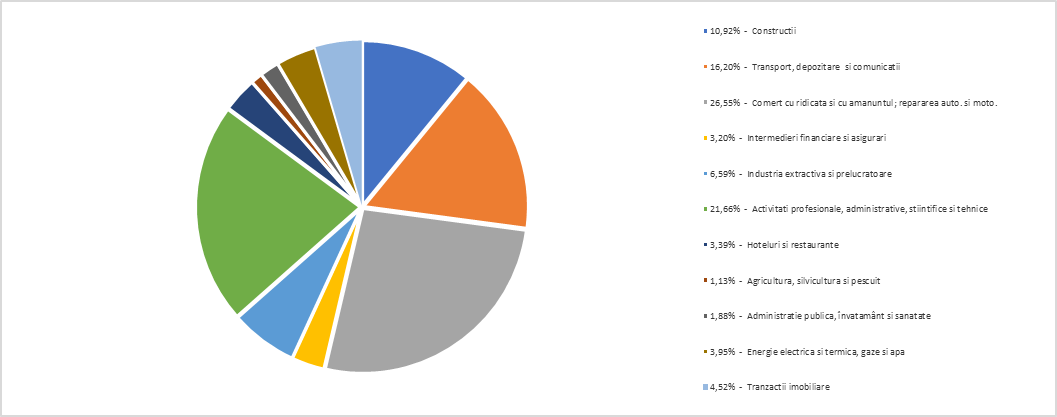 10,92% - Constructii
16,20% - Transport, depozitare si comunicatii
26,55% - Comert cu ridicata si cu amanuntul; repararea auto. si moto.
3,20% - Intermedieri financiare si asigurari
6,59% - Industria extractiva si prelucratoare
21,66% - Activitati profesionale, administrative, stiintifice si tehnice
3,39% - Hoteluri si restaurante
1,13% - Agricultura, silvicultura si pescuit
1,88% - Administratie publica, învatamânt si sanatate
3,95% - Energie electrica si termica, gaze si apa
4,52% - Tranzactii imobiliare